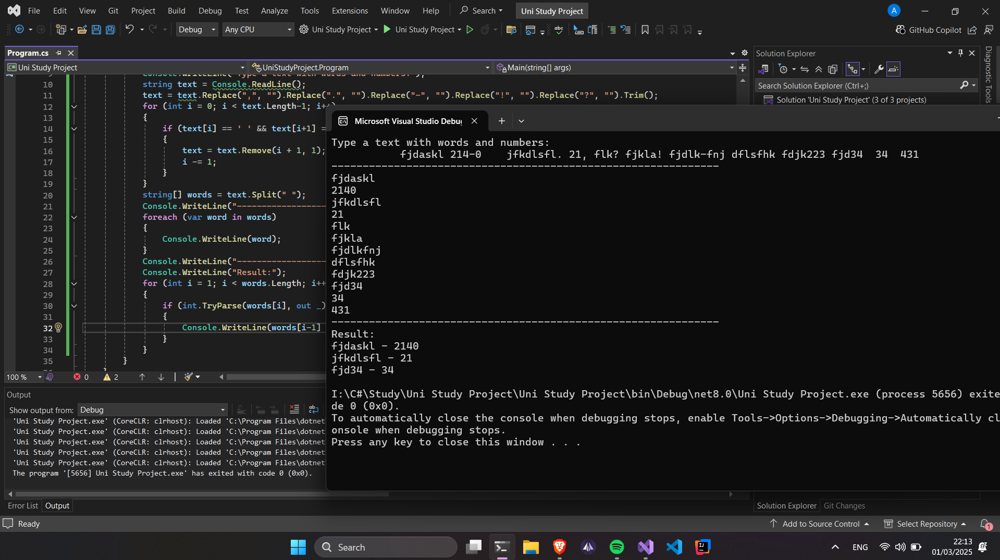 File Edit View Git Project Build Debug Test Analyze Tools Extensions Window Help Search Uni Study Project A
Debug Any CPU Uni Study Project Uni Study Project GitHub Copilot
Program.cs
C# Uni Study Project UniStudyProject.Program Main(string[] args)
10 string text = Console.ReadLine();
11 text = text.Replace(",", "").Replace(".", "").Replace("-", "").Replace("!", "").Replace("?", "").Trim();
12 for (int i = 0; i < text.Length-1; i++)
13 {
14 if (text[i] == ' ' && text[i+1] =
15 {
16 text = text.Remove(i + 1, 1);
17 i -= 1;
18 }
19 }
20 string[] words = text.Split(" ");
21 Console.WriteLine("------------------
22 foreach (var word in words)
23 {
24 Console.WriteLine(word);
25 }
26 Console.WriteLine("------------------
27 Console.WriteLine("Result:");
28 for (int i = 1; i < words.Length; i++
29 {
30 if (int.TryParse(words[i], out _)
31 {
32 Console.WriteLine(words[i-1]
33 }
34 }
35 }
100 % 0 2
Output
Show output from: Debug
'Uni Study Project.exe' (CoreCLR: clrhost): Loaded 'C:\Program Files\dotnet
'Uni Study Project.exe' (CoreCLR: clrhost): Loaded 'C:\Program Files\dotnet
'Uni Study Project.exe' (CoreCLR: clrhost): Loaded 'C:\Program Files\dotnet
'Uni Study Project.exe' (CoreCLR: clrhost): Loaded 'C:\Program Files\dotnet
'Uni Study Project.exe' (CoreCLR: clrhost): Loaded 'C:\Program Files\dotnet
The program '[5656] Uni Study Project.exe' has exited with code 0 (0x0).
Error List Output
Microsoft Visual Studio Debug
Type a text with words and numbers:
fjdaskl 214-0 jfkdlsfl. 21, flk? fjkla! fjdlk-fnj dflsfhk fdjk223 fjd34 34 431
--------------------------------------------------------------
fjdaskl
2140
jfkdlsfl
21
flk
fjkla
fjdlkfnj
dflsfhk
fdjk223
fjd34
34
431
--------------------------------------------------------------
Result:
fjdaskl - 2140
jfkdlsfl - 21
fjd34 - 34
I:\C#\Study\Uni Study Project\Uni Study Project\bin\Debug\net8.0\Uni Study Project.exe (process 5656) exite
de 0 (0x0).
To automatically close the console when debugging stops, enable Tools->Options->Debugging->Automatically cl
onsole when debugging stops.
Press any key to close this window . . .
Solution Explorer
Search Solution Explorer (Ctrl+;)
Solution 'Uni Study Project' (3 of 3 projects)
Diagnostic Tools
Solution Explorer Git Changes
Ready Add to Source Control Select Repository 1
Search ENG 22:13
01/03/2025